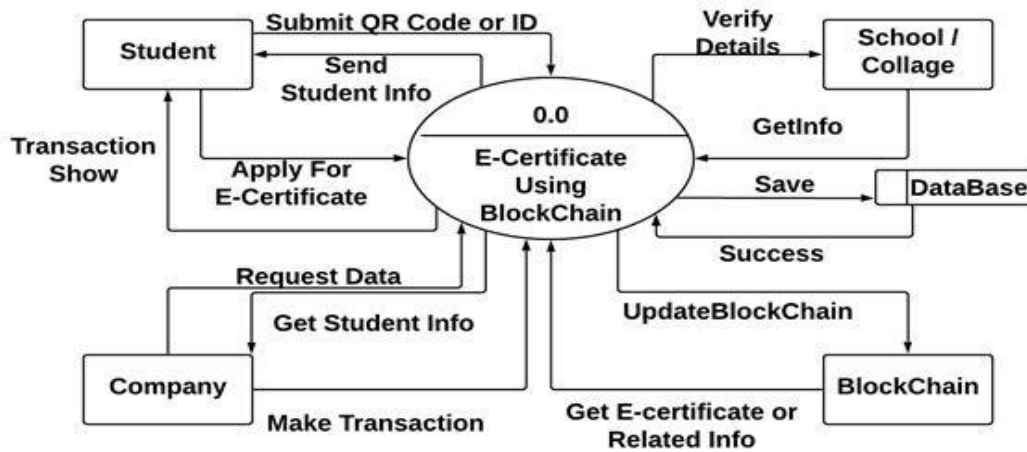 Submit QR Code or ID
Verify
Details
Student
School /
Collage
Send
Student Info
0.0
GetInfo
Transaction
Show
Apply For
E-Certificate
E-Certificate
Using
BlockChain
Save
DataBase
Success
Request Data
Get Student Info
UpdateBlockChain
Company
BlockChain
Make Transaction
Get E-certificate or
Related Info